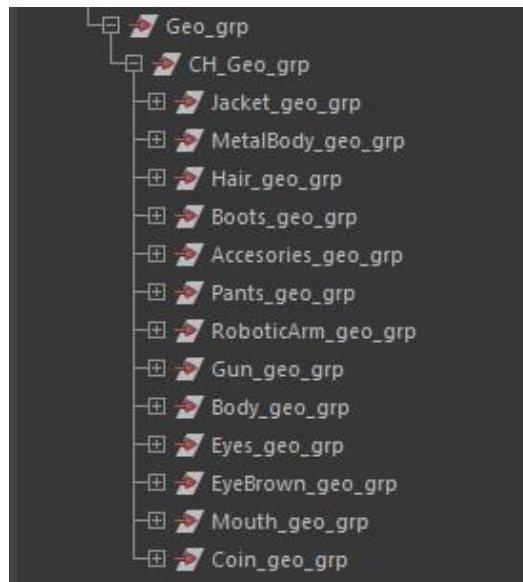 Geo_grp
CH_Geo_grp
Jacket_geo_grp
MetalBody_geo_grp
Hair_geo_grp
Boots_geo_grp
Accesories_geo_grp
Pants_geo_grp
RoboticArm_geo_grp
Gun_geo_grp
Body_geo_grp
Eyes_geo_grp
EyeBrown_geo_grp
Mouth_geo_grp
Coin_geo_grp